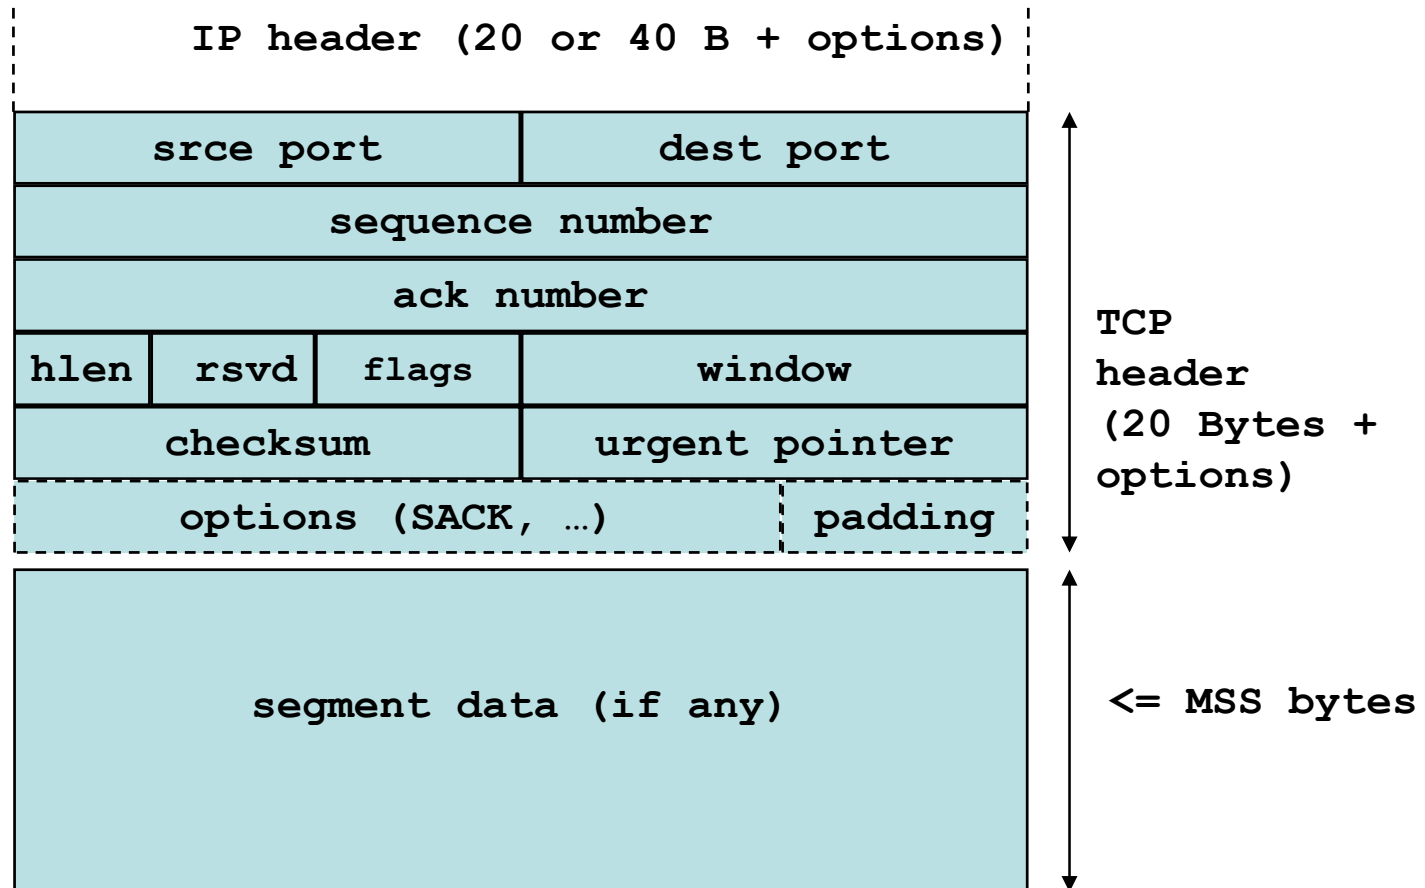 IP header (20 or 40 B + options)
srce port dest port
sequence number
ack number
hlen rsvd flags window
checksum urgent pointer
options (SACK, …) padding
TCP
header
(20 Bytes +
options)
segment data (if any)
<= MSS bytes